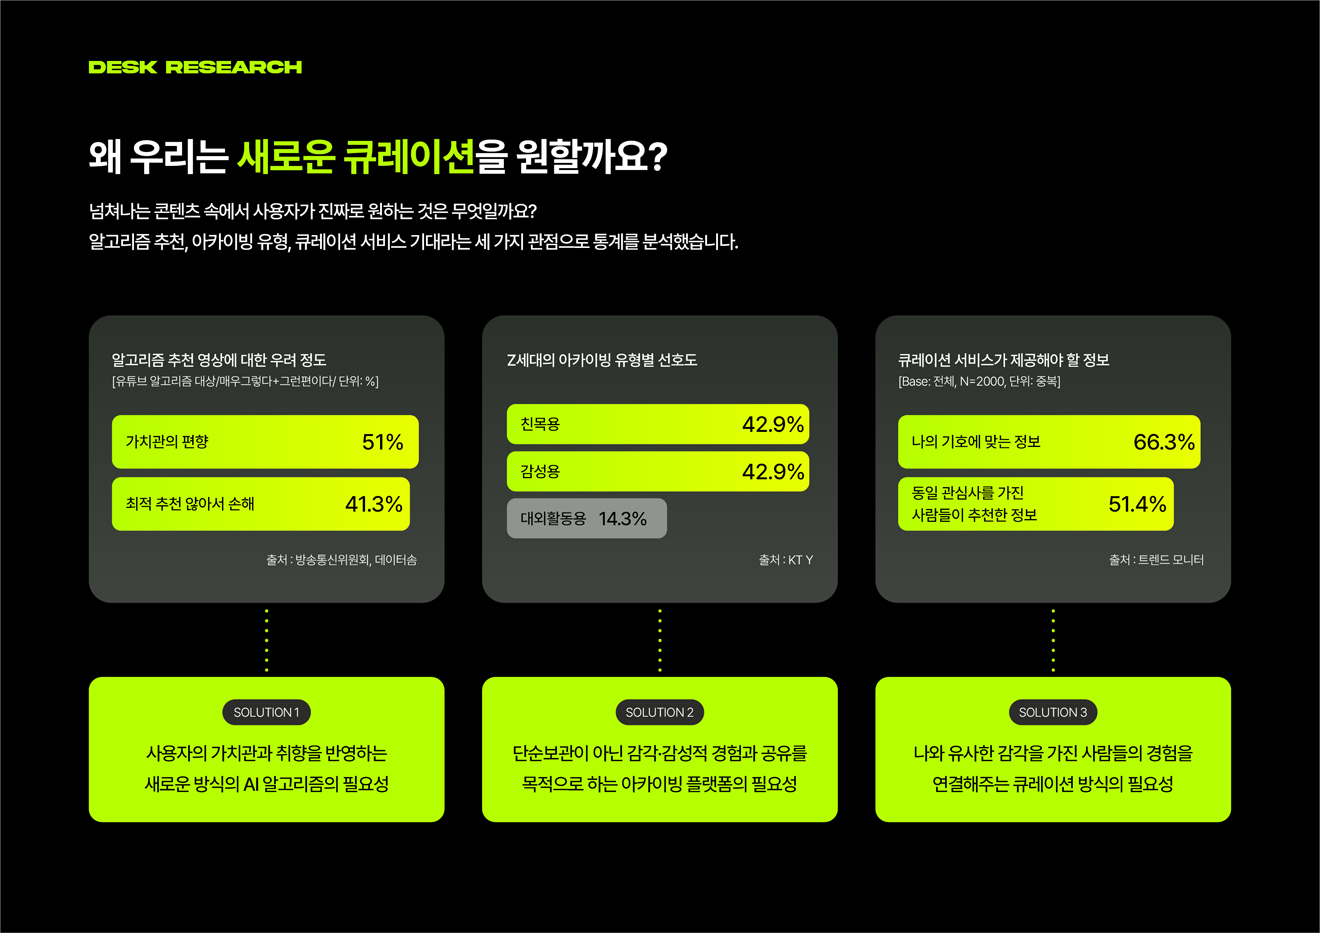 DESK RESEARCH
왜 우리는 새로운 큐레이션을 원할까요?
넘쳐나는 콘텐츠 속에서 사용자가 진짜로 원하는 것은 무엇일까요?
알고리즘 추천, 아카이빙 유형, 큐레이션 서비스 기대라는 세 가지 관점으로 통계를 분석했습니다.
알고리즘 추천 영상에 대한 우려 정도
[유튜브 알고리즘 대상/매우그렇다+그런편이다/ 단위: %]
가치관의 편향 51%
최적 추천 않아서 손해 41.3%
출처 : 방송통신위원회, 데이터솜
Z세대의 아카이빙 유형별 선호도
친목용 42.9%
감성용 42.9%
대외활동용 14.3%
출처 : KT Y
큐레이션 서비스가 제공해야 할 정보
[Base: 전체, N=2000, 단위: 중복]
나의 기호에 맞는 정보 66.3%
동일 관심사를 가진
사람들이 추천한 정보 51.4%
출처 : 트렌드 모니터
SOLUTION 1
사용자의 가치관과 취향을 반영하는
새로운 방식의 AI 알고리즘의 필요성
SOLUTION 2
단순보관이 아닌 감각·감성적 경험과 공유를
목적으로 하는 아카이빙 플랫폼의 필요성
SOLUTION 3
나와 유사한 감각을 가진 사람들의 경험을
연결해주는 큐레이션 방식의 필요성